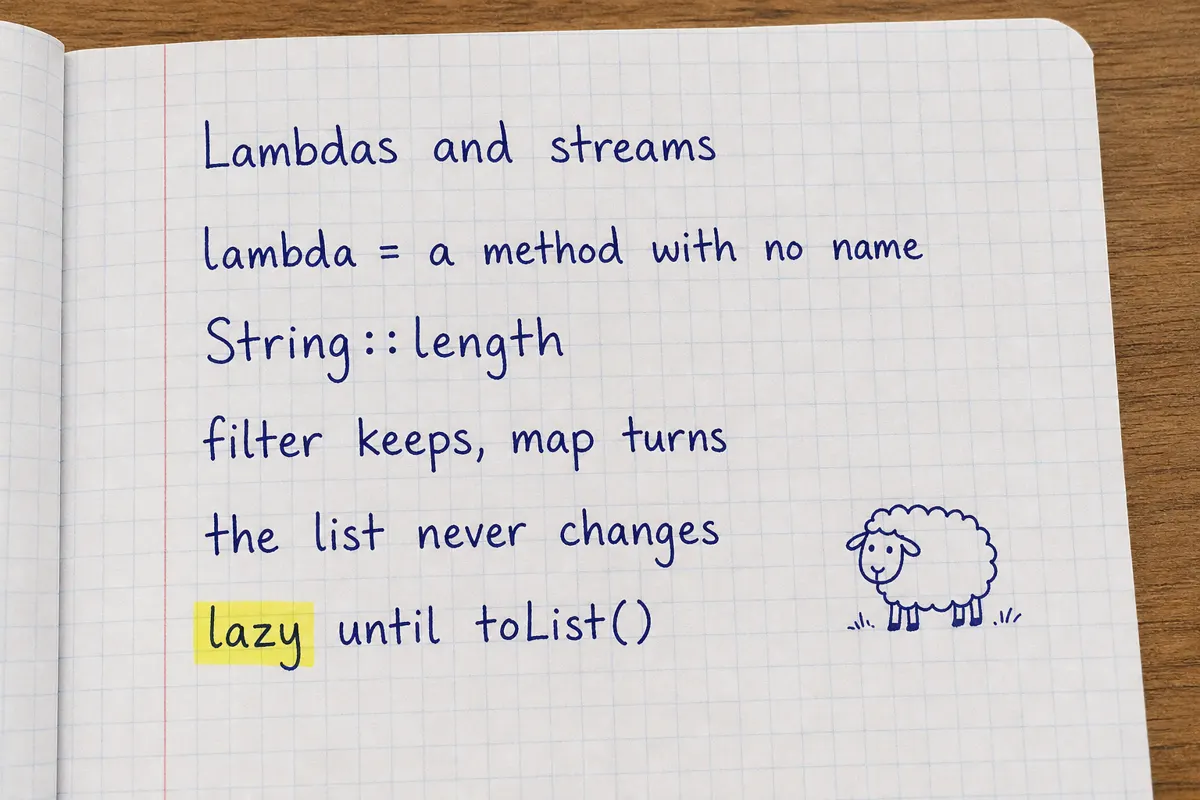 Lambdas and streams
lambda = a method with no name
String::length
filter keeps, map turns
the list never changes
lazy until toList()